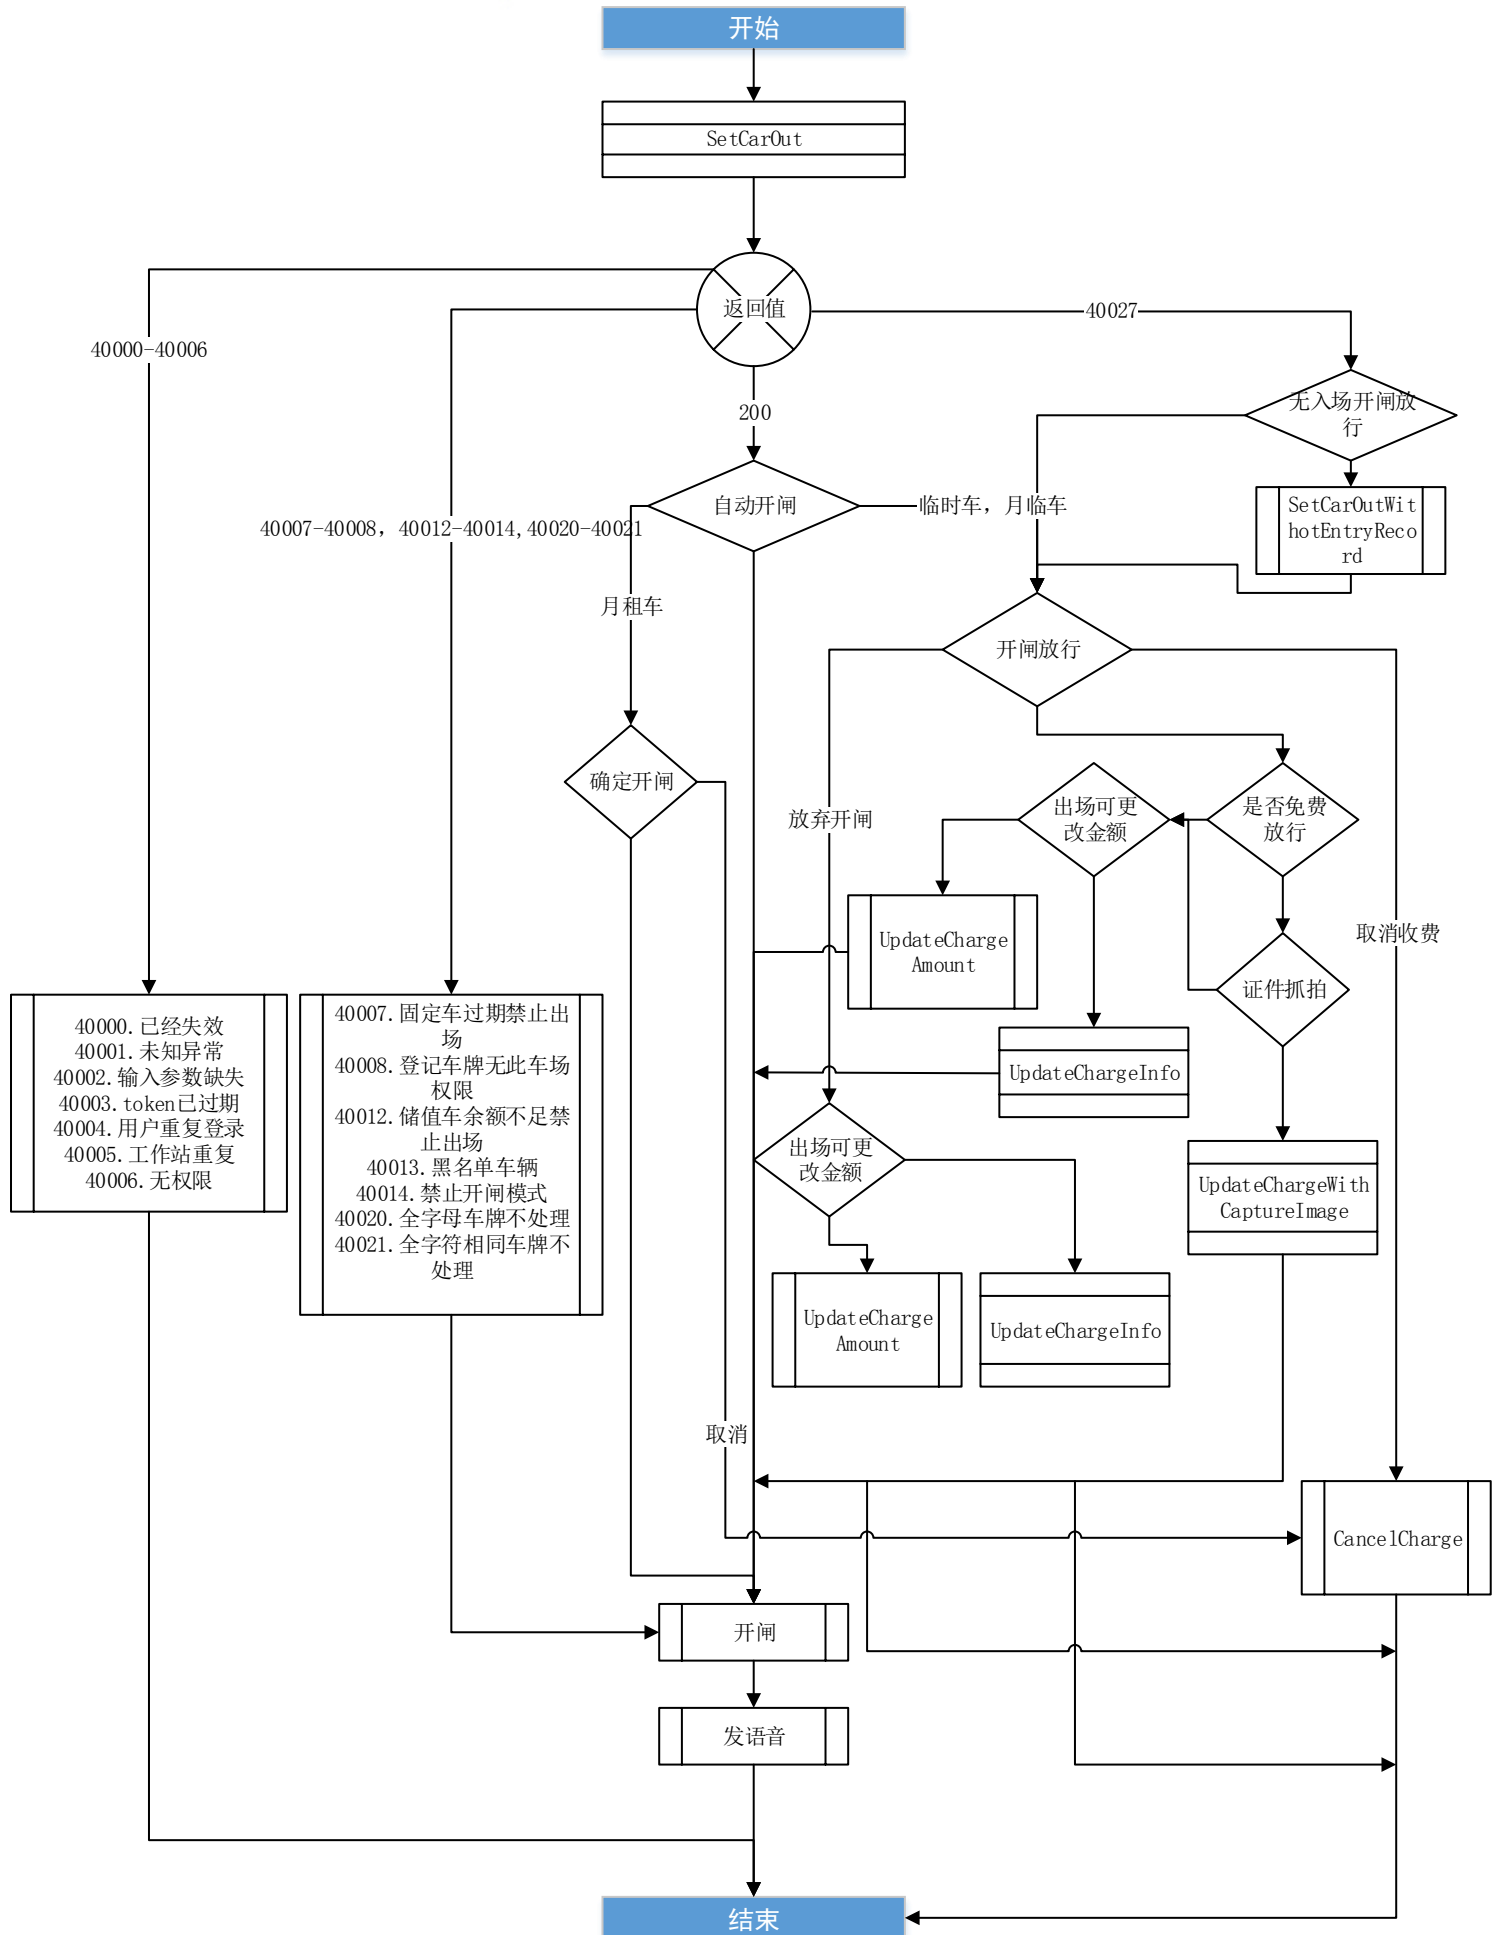 开始
SetCarOut
返回值
40027
40000-40006
无入场开闸放
行
200
自动开闸
临时车，月临车
SetCarOutWit
hotEntryReco
rd
40007-40008，40012-40014,40020-40021
月租车
开闸放行
确定开闸
放弃开闸
出场可更
改金额
是否免费
放行
取消收费
UpdateCharge
Amount
证件抓拍
40000.已经失效
40001.未知异常
40002.输入参数缺失
40003.token已过期
40004.用户重复登录
40005.工作站重复
40006.无权限
40007.固定车过期禁止出
场
40008.登记车牌无此车场
权限
40012.储值车余额不足禁
止出场
40013.黑名单车辆
40014.禁止开闸模式
40020.全字母车牌不处理
40021.全字符相同车牌不
处理
UpdateChargeInfo
出场可更
改金额
UpdateChargeWith
CaptureImage
UpdateCharge
Amount
UpdateChargeInfo
取消
CancelCharge
开闸
发语音
结束